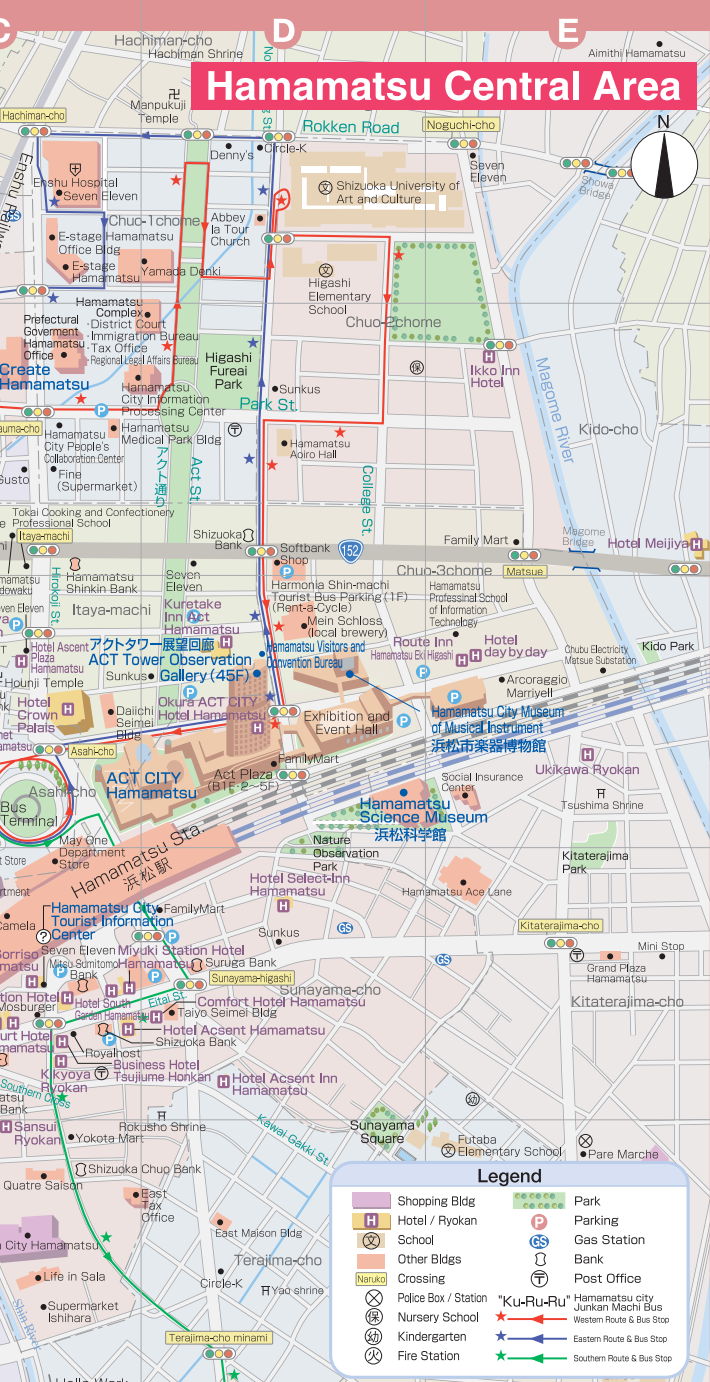 C
D
E
Hachiman-cho
Hachiman Shrine
Aimithi Hamamatsu
Hamamatsu Central Area
N
Manpukuji
Temple
Hachiman-cho
Rokken Road
Noguchi-cho
Denny's
Circle-K
Seven
Eleven
Showa
Bridge
Enshu Hospital
Seven Eleven
文
Shizuoka University of
Art and Culture
GS
Chuo-1chome
Abbey
la Tour
Church
E-stage Hamamatsu
Office Bldg
E-stage
Hamamatsu
Yamada Denki
文
Higashi
Elementary
School
Chuo-2chome
Hamamatsu
Complex
· District Court
· Immigration Bureau
· Tax Office
· Regional Legal Affairs Bureau
Prefectural
Goverment
Hamamatsu
Office
Create
Hamamatsu
Higashi
Fureai
Park
H
Ikko Inn
Hotel
保
Magome River
Hamamatsu
City Information
Processing Center
P
Sunkus
Park St.
Kido-cho
Hamamatsu
City People's
Collaboration Center
Hamamatsu
Medical Park Bldg
Hamamatsu
Aoiro Hall
Fine
(Supermarket)
アクト通り
Act St.
College St.
Tokai Cooking and Confectionery
Professional School
Itaya-machi
Shizuoka
Bank
Softbank
Shop
152
Family Mart
Magome
Bridge
Hotel Meijiya
H
Matsue
Hamamatsu
Shinkin Bank
Seven
Eleven
P
Harmonia Shin-machi
Tourist Bus Parking (1F)
(Rent-a-Cycle)
Chuo-3chome
Hamamatsu
Professinal School
of Information
Technology
Hirokoji St.
Itaya-machi
Kuretake
Inn Act
Hamamatsu
Mein Schloss
(local brewery)
アクトタワー展望回廊
ACT Tower Observation
Gallery (45F)
Hamamatsu Visitors and
Convention Bureau
Route Inn
Hamamatsu Eki Higashi
Hotel
day by day
Chubu Electricity
Matsue Substation
Kido Park
Hotel Ascent
Plaza
Hamamatsu
Sunkus
Hourin Temple
Arcoraggio
Marriyell
Hotel
Crown
Palais
Daiichi
Seimei
Bldg
Okura ACT CITY
Hotel Hamamatsu
Exhibition and
Event Hall
Hamamatsu City Museum
of Musical Instrument
浜松市楽器博物館
Asahi-cho
FamilyMart
Ukikawa Ryokan
ACT CITY
Hamamatsu
Act Plaza
(B1F·2~5F)
Asahi-cho
Bus
Terminal
Social Insurance
Center
Tsushima Shrine
Hamamatsu
Science Museum
浜松科学館
May One
Department
Store
Hamamatsu Sta.
浜松駅
Nature
Observation
Park
Kitaterajima
Park
Hotel Select-Inn
Hamamatsu
Hamamatsu Ace Lane
Hamamatsu City
Tourist Information
Center
?
FamilyMart
Sunkus
GS
GS
Kitaterajima-cho
Mini Stop
Grand Plaza
Hamamatsu
Seven Eleven
Miyuki Station Hotel
Hamamatsu
Mitsui Sumitomo
Bank
Suruga Bank
Sunayama-higashi
Sunayama-cho
Kitaterajima-cho
Mosburger
Hotel South
Garden Hamamatsu
Eitai St.
Comfort Hotel Hamamatsu
Taiyo Seimei Bldg
Hotel Acsent Hamamatsu
Shizuoka Bank
Royalhost
Business Hotel
Tsujiume Honkan
Kikyoya
Ryokan
Hotel Acsent Inn
Hamamatsu
Southern Cross
幼
Sansui
Ryokan
Rokusho Shrine
Yokota Mart
Kawai Gakki St.
Sunayama
Square
文
Futaba
Elementary School
Pare Marche
Shizuoka Chuo Bank
Quatre Saison
East
Tax
Office
East Maison Bldg
Terajima-cho
Circle-K
Life in Sala
Yao shrine
Supermarket
Ishihara
Shin River
Terajima-cho minami
Legend
Shopping Bldg
Park
H
Hotel / Ryokan
P
Parking
文
School
GS
Gas Station
Other Bldgs
Bank
Naruko
Crossing
〒
Post Office
Police Box / Station
"Ku-Ru-Ru"
Hamamatsu city
Junkan Machi Bus
保
Nursery School
Western Route & Bus Stop
幼
Kindergarten
Eastern Route & Bus Stop
火
Fire Station
Southern Route & Bus Stop